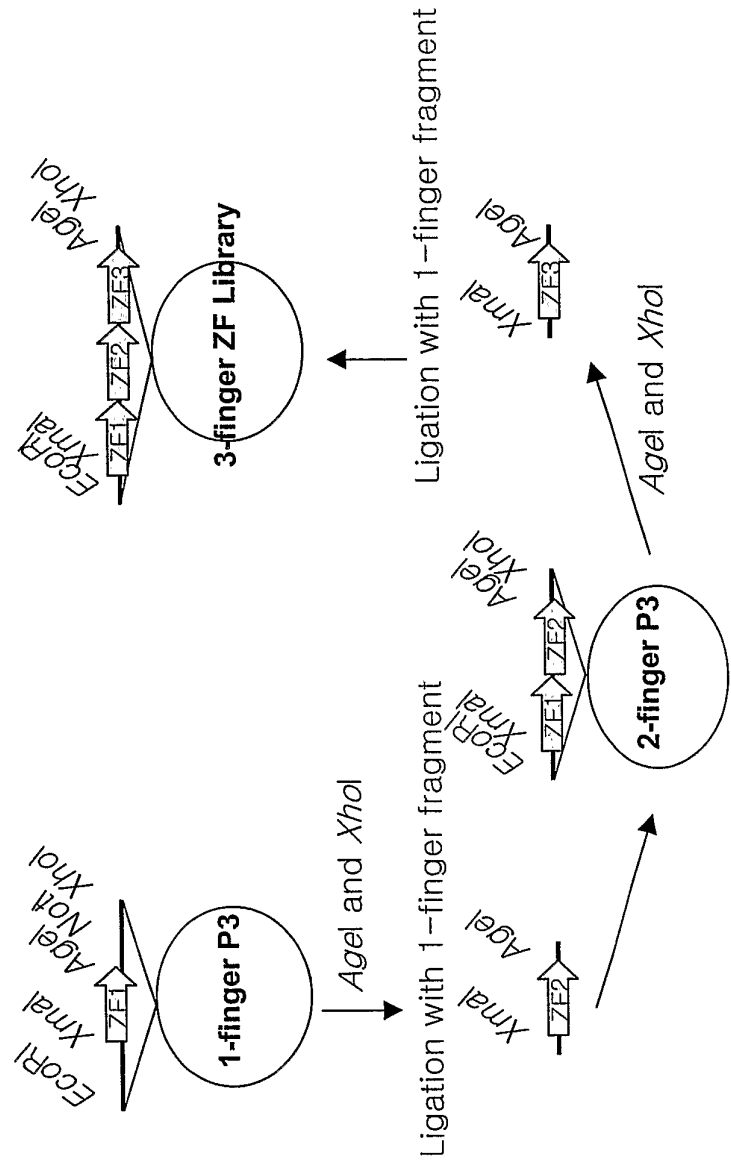 EcoRI
XmaI
AgeI
NotI
XhoI
ZF1
1-finger P3
AgeI and XhoI
Ligation with 1-finger fragment
XmaI
AgeI
ZF2
EcoRI
XmaI
AgeI
XhoI
ZF1
ZF2
2-finger P3
AgeI and XhoI
XmaI
AgeI
ZF3
Ligation with 1-finger fragment
EcoRI
XmaI
AgeI
XhoI
ZF1
ZF2
ZF3
3-finger ZF Library